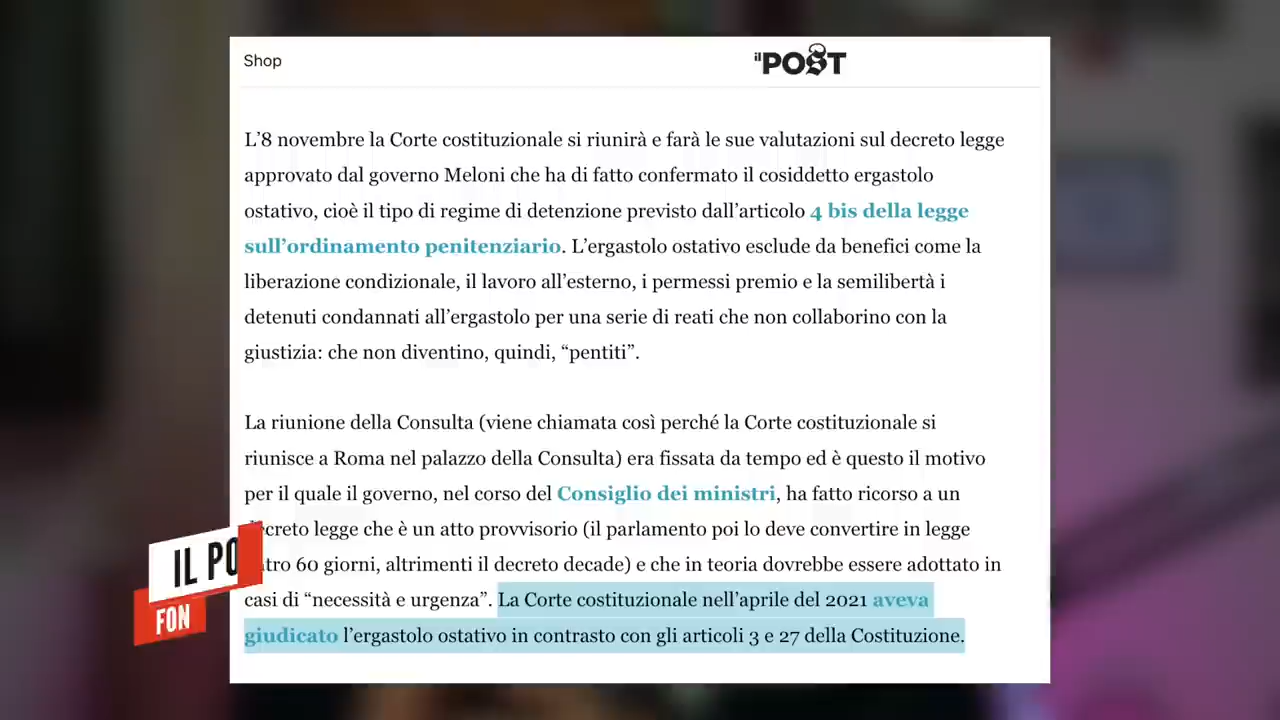 Shop
il POST
L’8 novembre la Corte costituzionale si riunirà e farà le sue valutazioni sul decreto legge
approvato dal governo Meloni che ha di fatto confermato il cosiddetto ergastolo
ostativo, cioè il tipo di regime di detenzione previsto dall’articolo 4 bis della legge
sull’ordinamento penitenziario. L’ergastolo ostativo esclude da benefici come la
liberazione condizionale, il lavoro all’esterno, i permessi premio e la semilibertà i
detenuti condannati all’ergastolo per una serie di reati che non collaborino con la
giustizia: che non diventino, quindi, “pentiti”.
La riunione della Consulta (viene chiamata così perché la Corte costituzionale si
riunisce a Roma nel palazzo della Consulta) era fissata da tempo ed è questo il motivo
per il quale il governo, nel corso del Consiglio dei ministri, ha fatto ricorso a un
legge che è un atto provvisorio (il parlamento poi lo deve convertire in legge
60 giorni, altrimenti il decreto decade) e che in teoria dovrebbe essere adottato in
casi di “necessità e urgenza”. La Corte costituzionale nell’aprile del 2021 aveva
giudicato l’ergastolo ostativo in contrasto con gli articoli 3 e 27 della Costituzione.
IL PO
FON